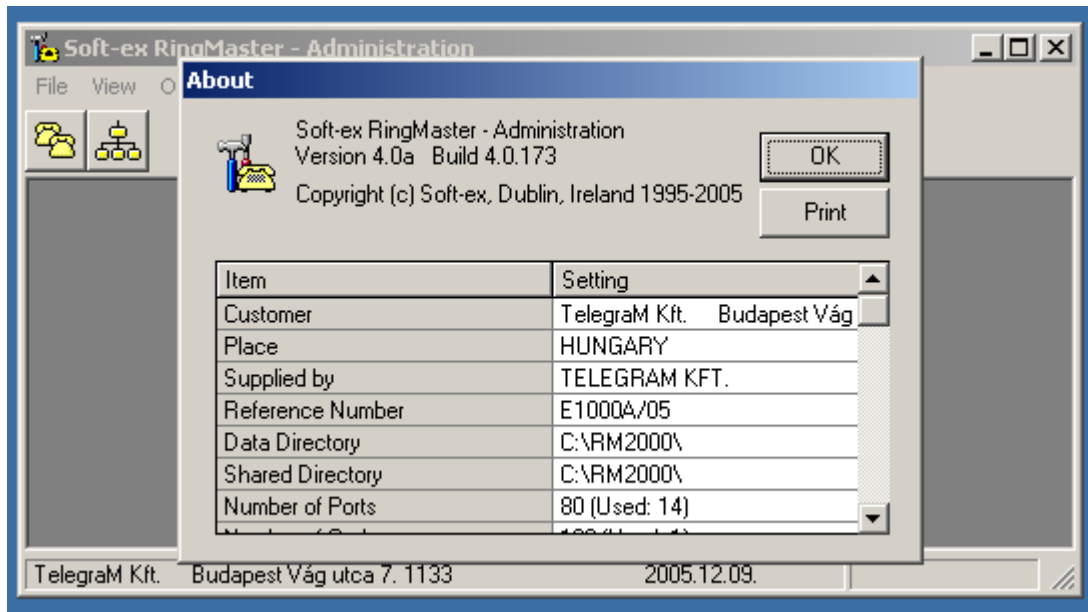 Soft-ex RingMaster - Administration
File View O
About
Soft-ex RingMaster - Administration
Version 4.0a Build 4.0.173
Copyright (c) Soft-ex, Dublin, Ireland 1995-2005
OK
Print
Item Setting
Customer TelegraM Kft. Budapest Vág
Place HUNGARY
Supplied by TELEGRAM KFT.
Reference Number E1000A/05
Data Directory C:\RM2000\
Shared Directory C:\RM2000\
Number of Ports 80 (Used: 14)
TelegraM Kft. Budapest Vág utca 7. 1133 2005.12.09.